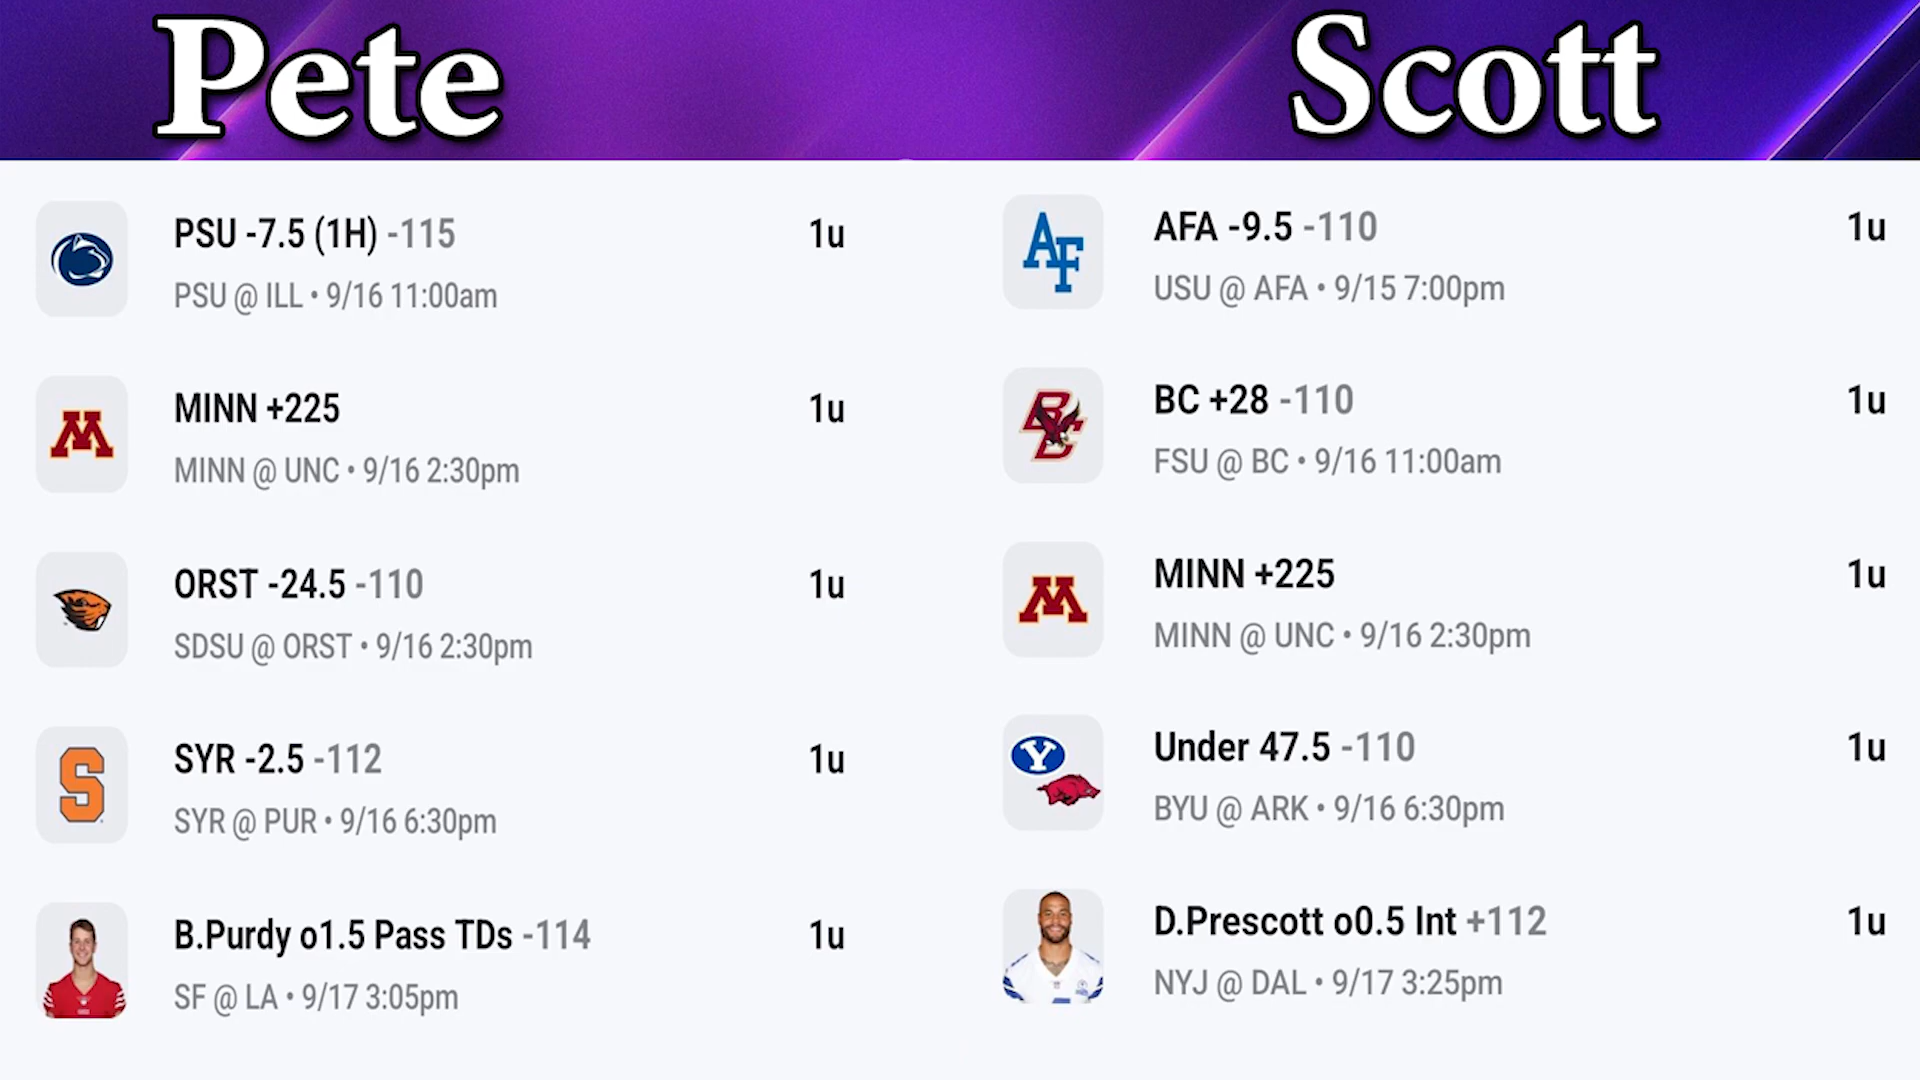 Pete
Scott
PSU -7.5 (1H) -115
1u
PSU @ ILL • 9/16 11:00am
MINN +225
1u
MINN @ UNC • 9/16 2:30pm
ORST -24.5 -110
1u
SDSU @ ORST • 9/16 2:30pm
SYR -2.5 -112
1u
SYR @ PUR • 9/16 6:30pm
B.Purdy o1.5 Pass TDs -114
1u
SF @ LA • 9/17 3:05pm
AFA -9.5 -110
1u
USU @ AFA • 9/15 7:00pm
BC +28 -110
1u
FSU @ BC • 9/16 11:00am
MINN +225
1u
MINN @ UNC • 9/16 2:30pm
Under 47.5 -110
1u
BYU @ ARK • 9/16 6:30pm
D.Prescott o0.5 Int +112
1u
NYJ @ DAL • 9/17 3:25pm